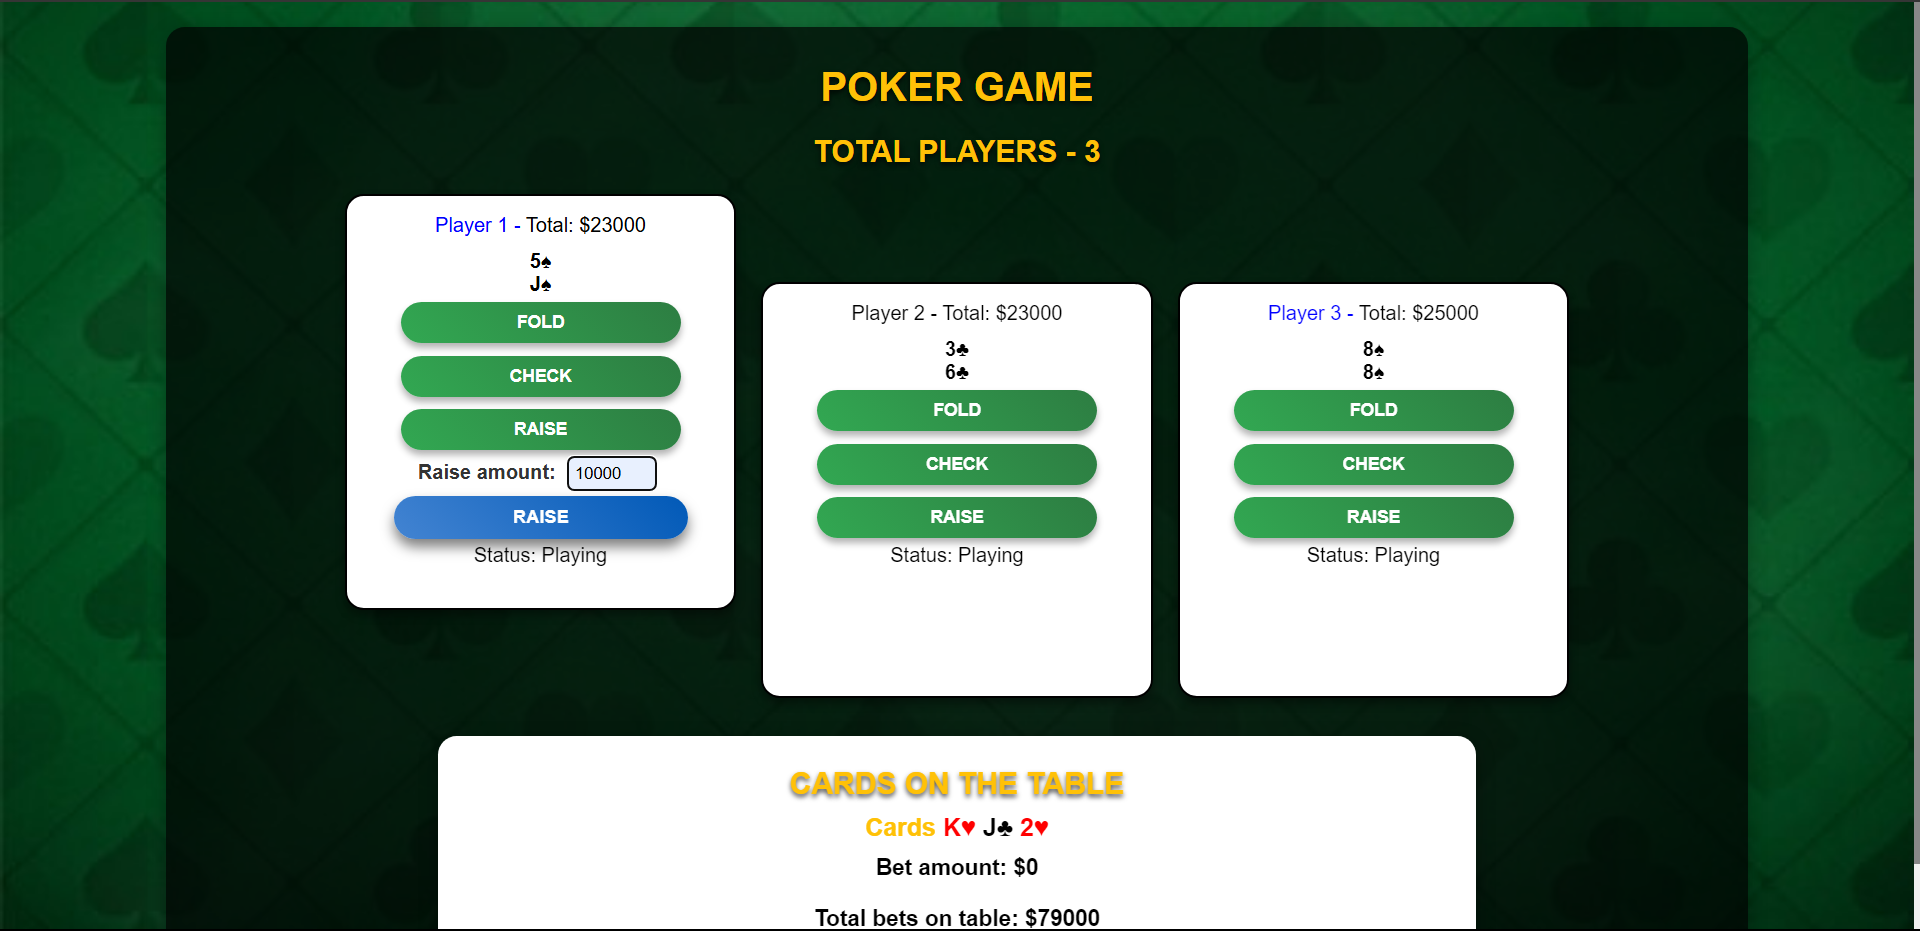 POKER GAME
TOTAL PLAYERS - 3
Player 1 - Total: $23000
5♠
J♠
FOLD
CHECK
RAISE
Raise amount: 10000
RAISE
Status: Playing
Player 2 - Total: $23000
3♣
6♣
FOLD
CHECK
RAISE
Status: Playing
Player 3 - Total: $25000
8♠
8♠
FOLD
CHECK
RAISE
Status: Playing
CARDS ON THE TABLE
Cards K♥ J♣ 2♥
Bet amount: $0
Total bets on table: $79000